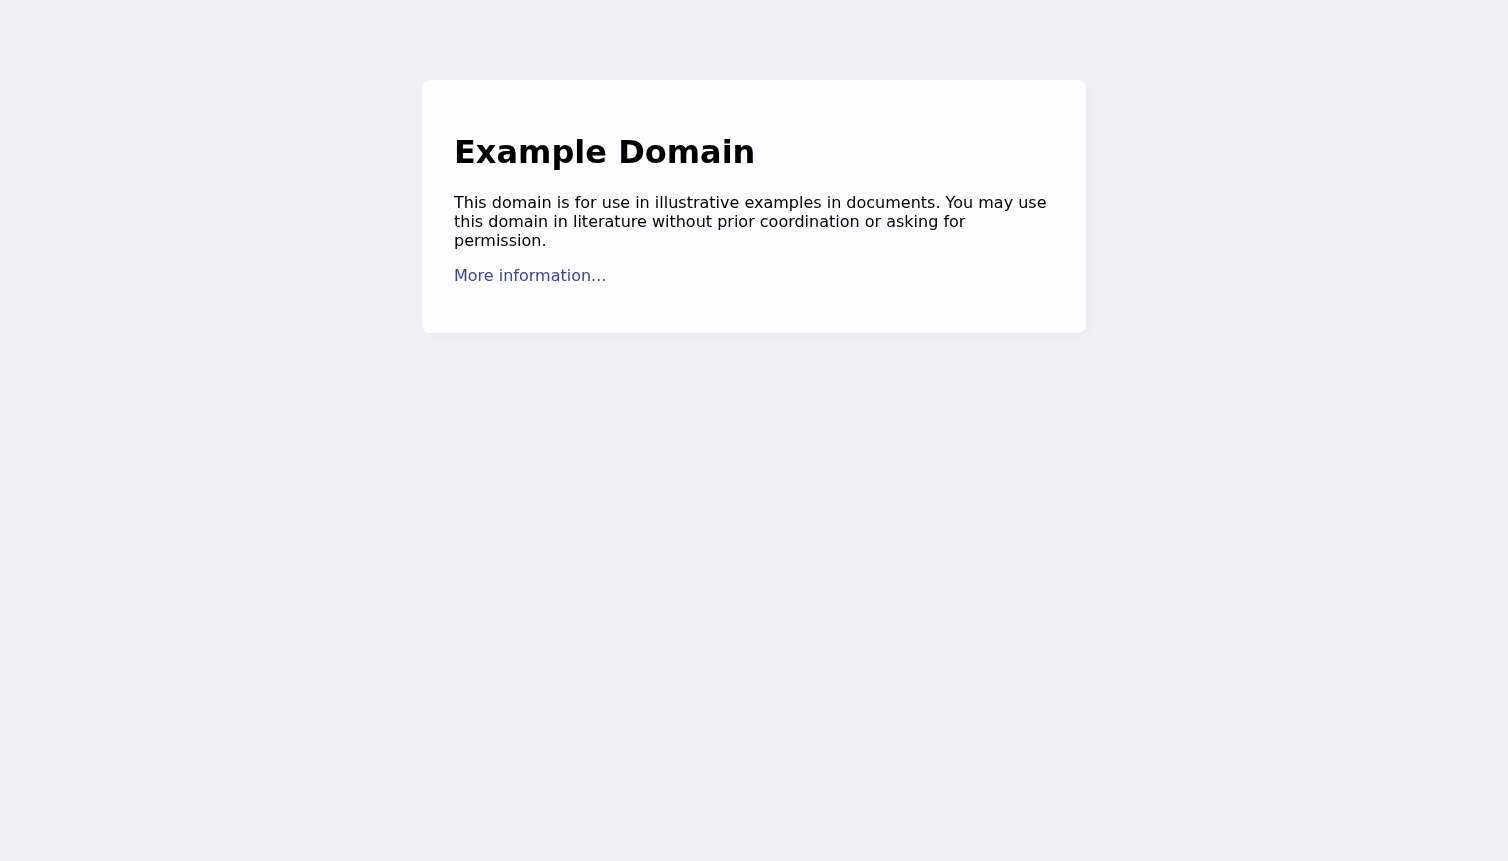 Example Domain
This domain is for use in illustrative examples in documents. You may use
this domain in literature without prior coordination or asking for
permission.
More information...